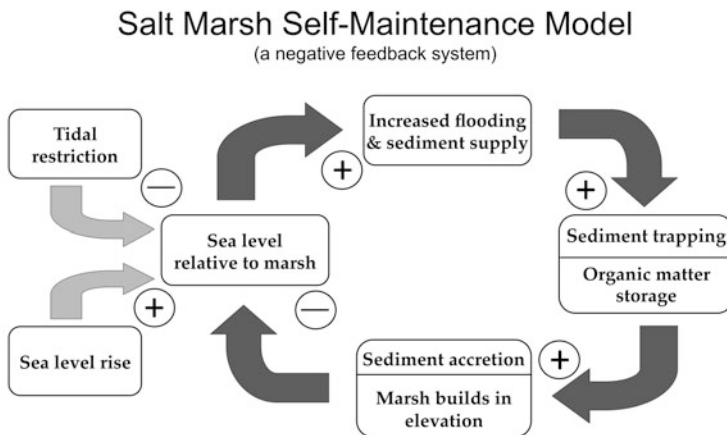 Salt Marsh Self-Maintenance Model
(a negative feedback system)
Tidal
restriction
−
Increased flooding
& sediment supply
+
+
Sea level
relative to marsh
Sediment trapping
Organic matter
storage
+
−
Sea level rise
Sediment accretion
+
Marsh builds in
elevation